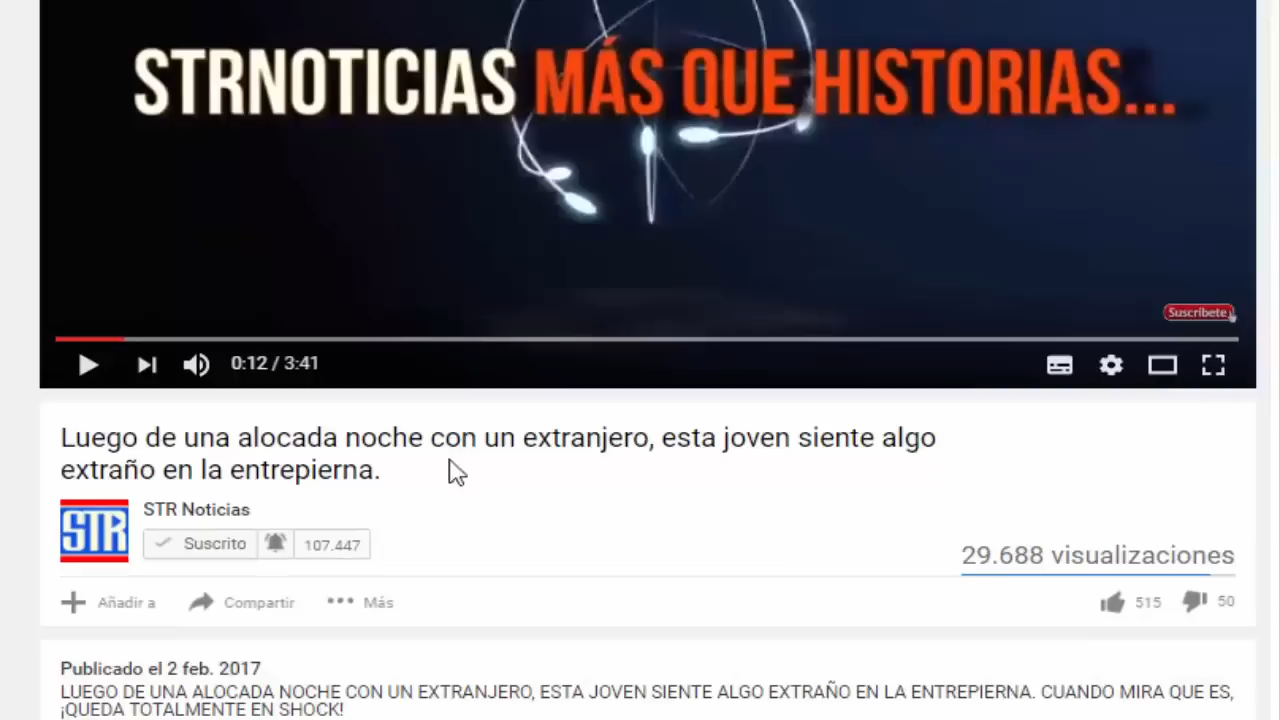 STRNOTICIAS MÁS QUE HISTORIAS...
Suscríbete
0:12 / 3:41
Luego de una alocada noche con un extranjero, esta joven siente algo
extraño en la entrepierna.
STR
STR Noticias
Suscrito 107.447
29.688 visualizaciones
Añadir a Compartir Más 515 50
Publicado el 2 feb. 2017
LUEGO DE UNA ALOCADA NOCHE CON UN EXTRANJERO, ESTA JOVEN SIENTE ALGO EXTRAÑO EN LA ENTREPIERNA. CUANDO MIRA QUE ES,
¡QUEDA TOTALMENTE EN SHOCK!